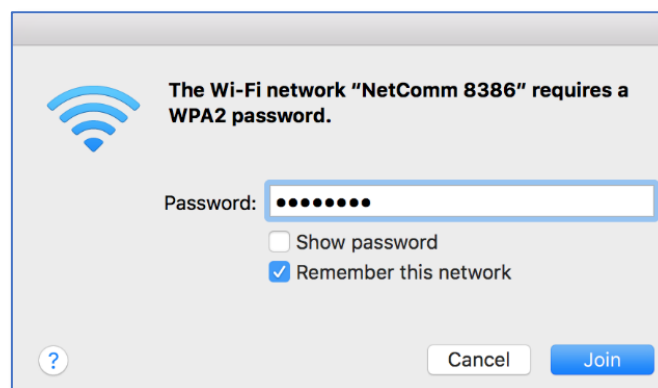 The Wi-Fi network “NetComm 8386” requires a
WPA2 password.
Password: ••••••••
Show password
Remember this network
? Cancel Join